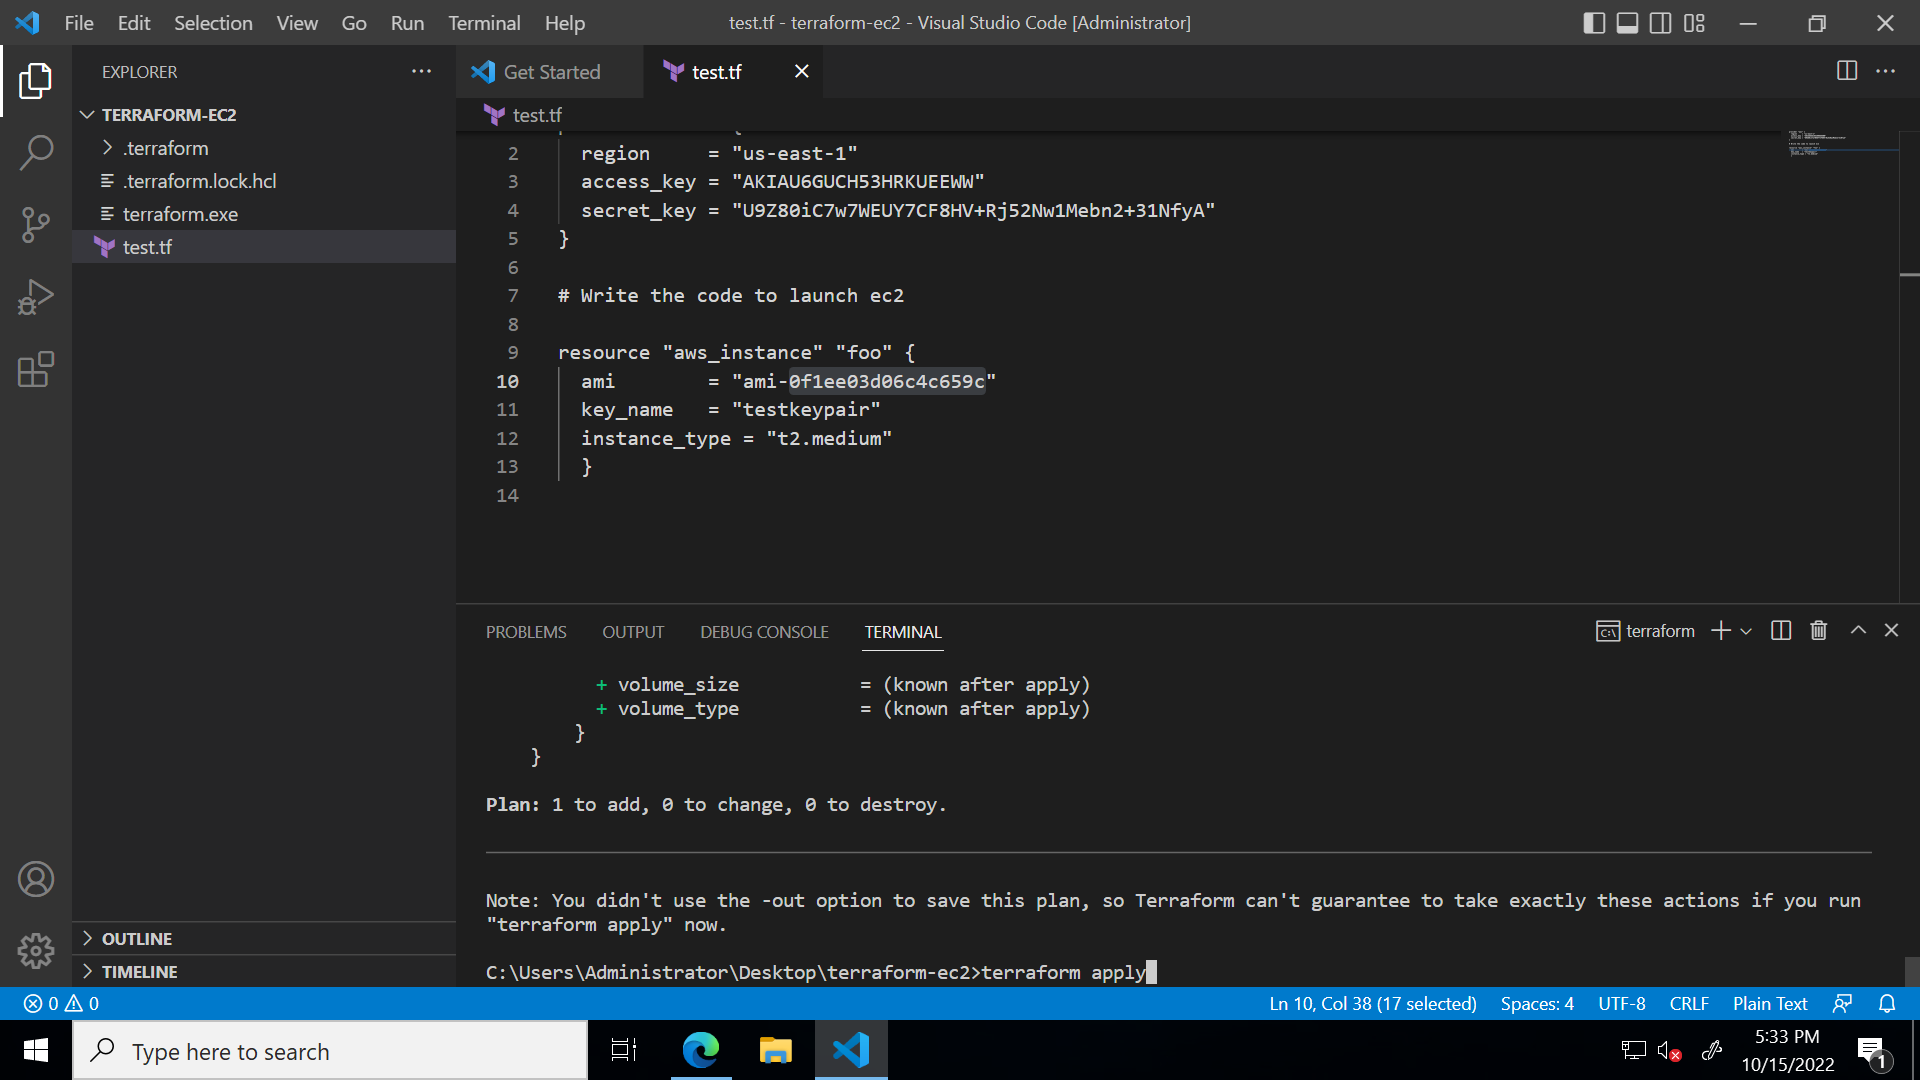 File Edit Selection View Go Run Terminal Help
test.tf - terraform-ec2 - Visual Studio Code [Administrator]
EXPLORER
TERRAFORM-EC2
.terraform
.terraform.lock.hcl
terraform.exe
test.tf
OUTLINE
TIMELINE
Get Started
test.tf
test.tf
2 region = "us-east-1"
3 access_key = "AKIAU6GUCH53HRKUEEWW"
4 secret_key = "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"
5 }
6
7 # Write the code to launch ec2
8
9 resource "aws_instance" "foo" {
10 ami = "ami-0f1ee03d06c4c659c"
11 key_name = "testkeypair"
12 instance_type = "t2.medium"
13 }
14
PROBLEMS OUTPUT DEBUG CONSOLE TERMINAL
terraform
+ volume_size = (known after apply)
+ volume_type = (known after apply)
}
}
Plan: 1 to add, 0 to change, 0 to destroy.
Note: You didn't use the -out option to save this plan, so Terraform can't guarantee to take exactly these actions if you run
"terraform apply" now.
C:\Users\Administrator\Desktop\terraform-ec2>terraform apply
0 0
Ln 10, Col 38 (17 selected) Spaces: 4 UTF-8 CRLF Plain Text
Type here to search
5:33 PM
10/15/2022
1